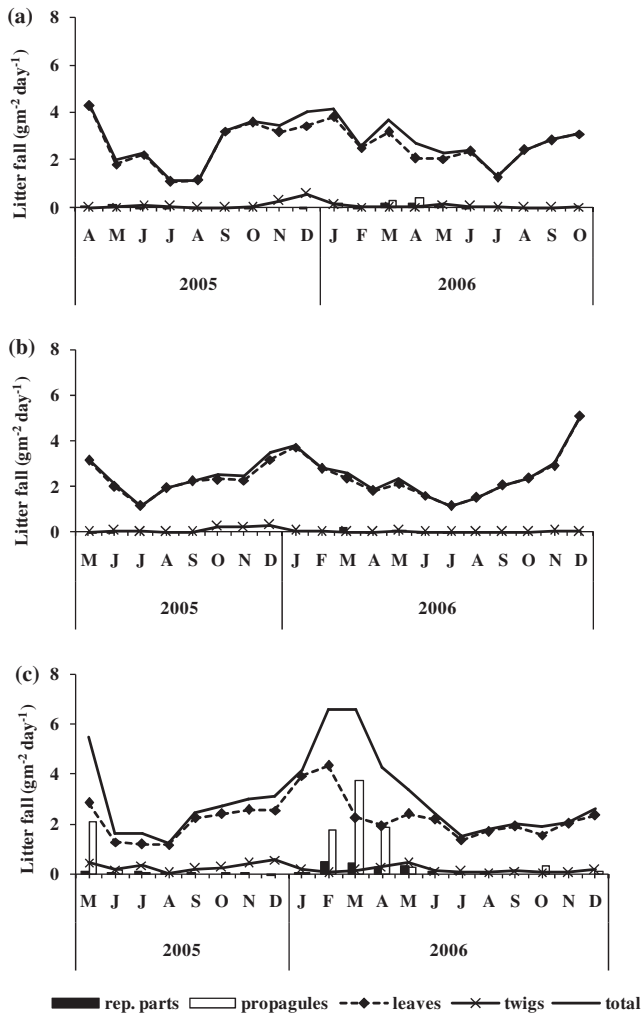 (a)
8
6
4
2
0
Litter fall (gm-2 day-1)
A M J J A S O N D J F M A M J J A S O
2005 2006
(b)
8
6
4
2
0
Litter fall (gm-2 day-1)
M J J A S O N D J F M A M J J A S O N D
2005 2006
(c)
8
6
4
2
0
Litter fall (gm-2 day-1)
M J J A S O N D J F M A M J J A S O N D
2005 2006
rep. parts propagules leaves twigs total